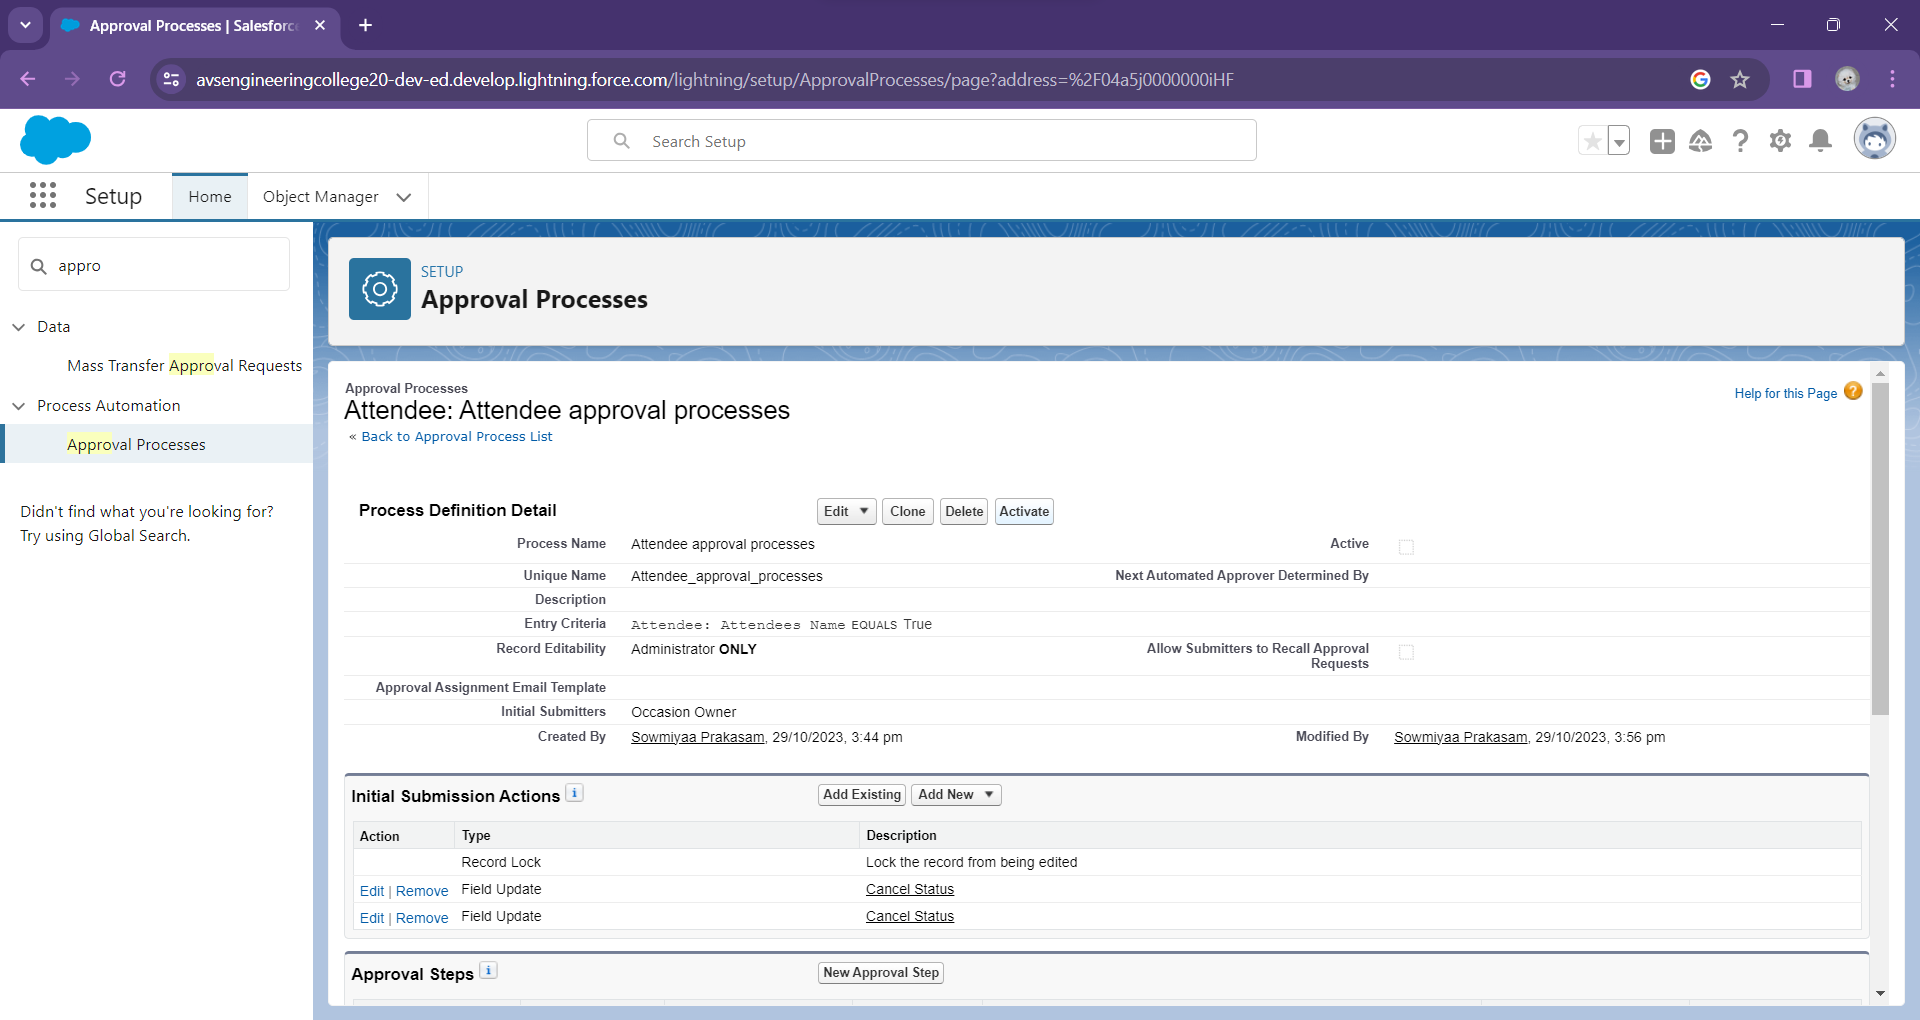 Approval Processes | Salesforc
avsengineeringcollege20-dev-ed.develop.lightning.force.com/lightning/setup/ApprovalProcesses/page?address=%2F04a5j0000000iHF
Search Setup
Setup
Home
Object Manager
appro
Data
Mass Transfer Approval Requests
Process Automation
Approval Processes
Didn't find what you're looking for?
Try using Global Search.
SETUP
Approval Processes
Approval Processes
Attendee: Attendee approval processes
« Back to Approval Process List
Help for this Page ?
Process Definition Detail
Edit Clone Delete Activate
Process Name Attendee approval processes Active
Unique Name Attendee_approval_processes Next Automated Approver Determined By
Description
Entry Criteria Attendee: Attendees Name EQUALS True
Record Editability Administrator ONLY Allow Submitters to Recall Approval
Requests
Approval Assignment Email Template
Initial Submitters Occasion Owner
Created By Sowmiyaa Prakasam, 29/10/2023, 3:44 pm Modified By Sowmiyaa Prakasam, 29/10/2023, 3:56 pm
Initial Submission Actions i Add Existing Add New
Action Type Description
Record Lock Lock the record from being edited
Edit | Remove Field Update Cancel Status
Edit | Remove Field Update Cancel Status
Approval Steps i New Approval Step